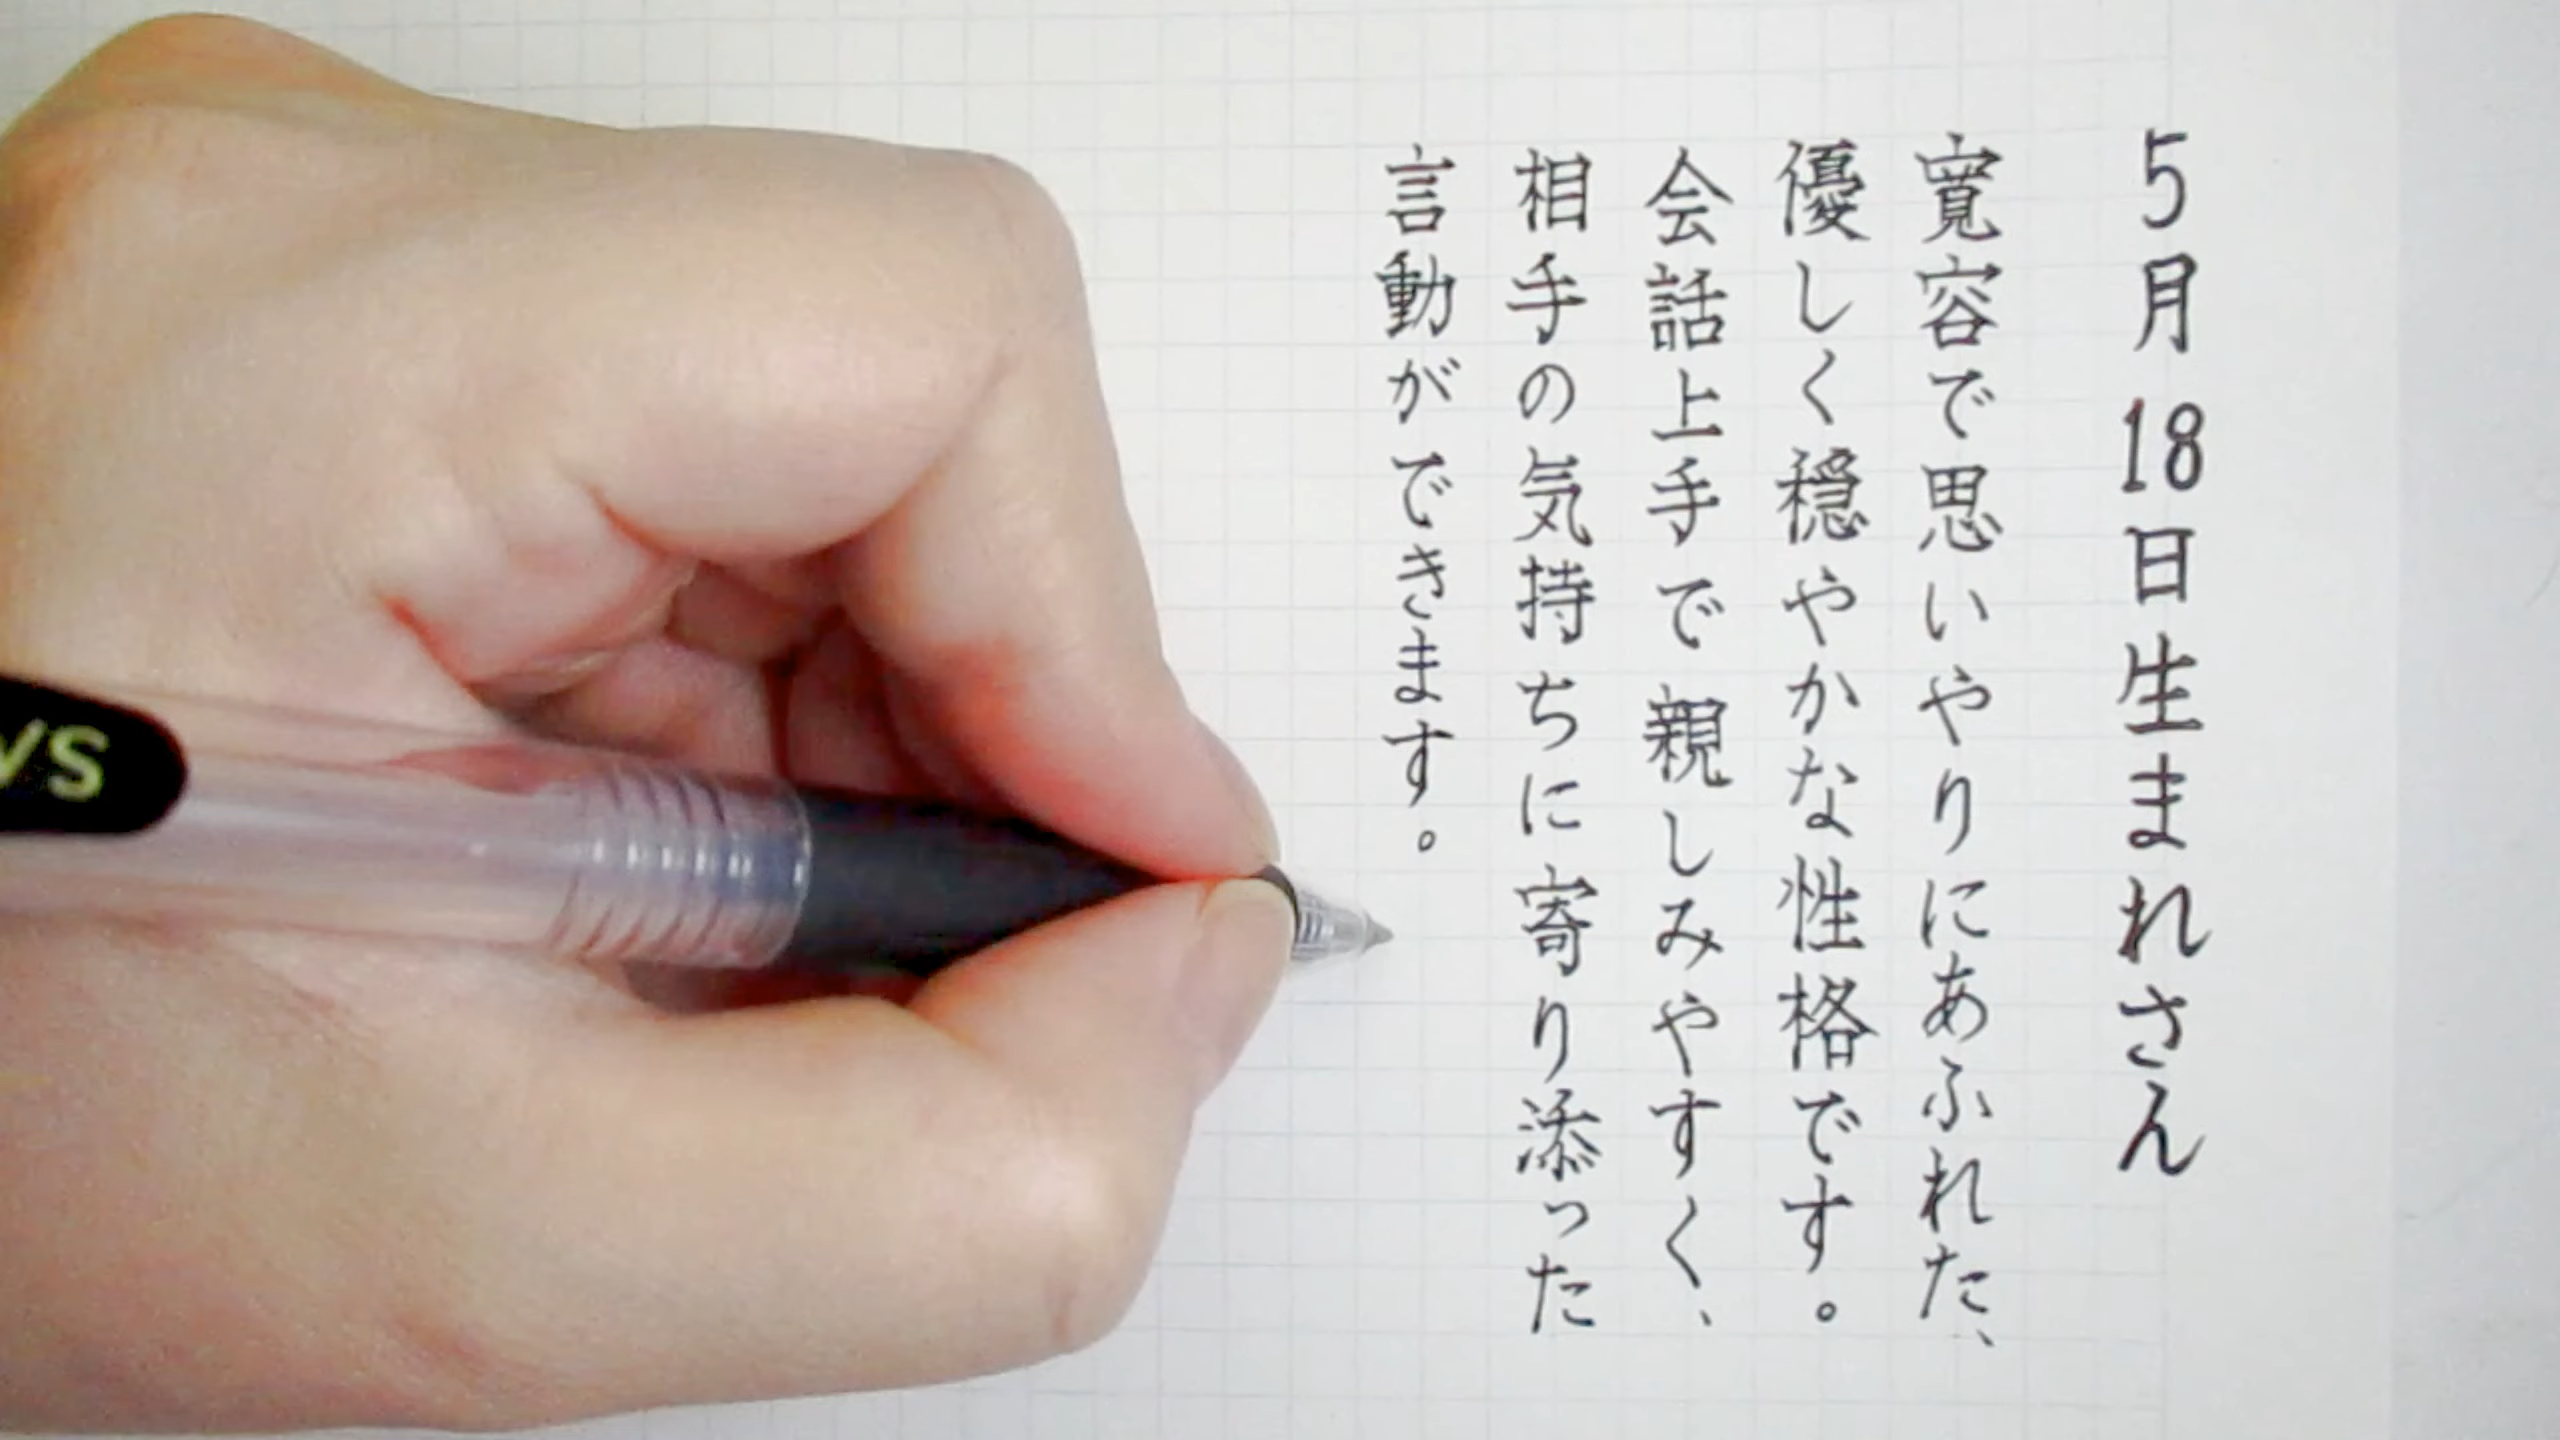 5月18日生まれさん
寛容で思いやりにあふれた、
優しく穏やかな性格です。
会話上手で親しみやすく、
相手の気持ちに寄り添った
言動ができます。